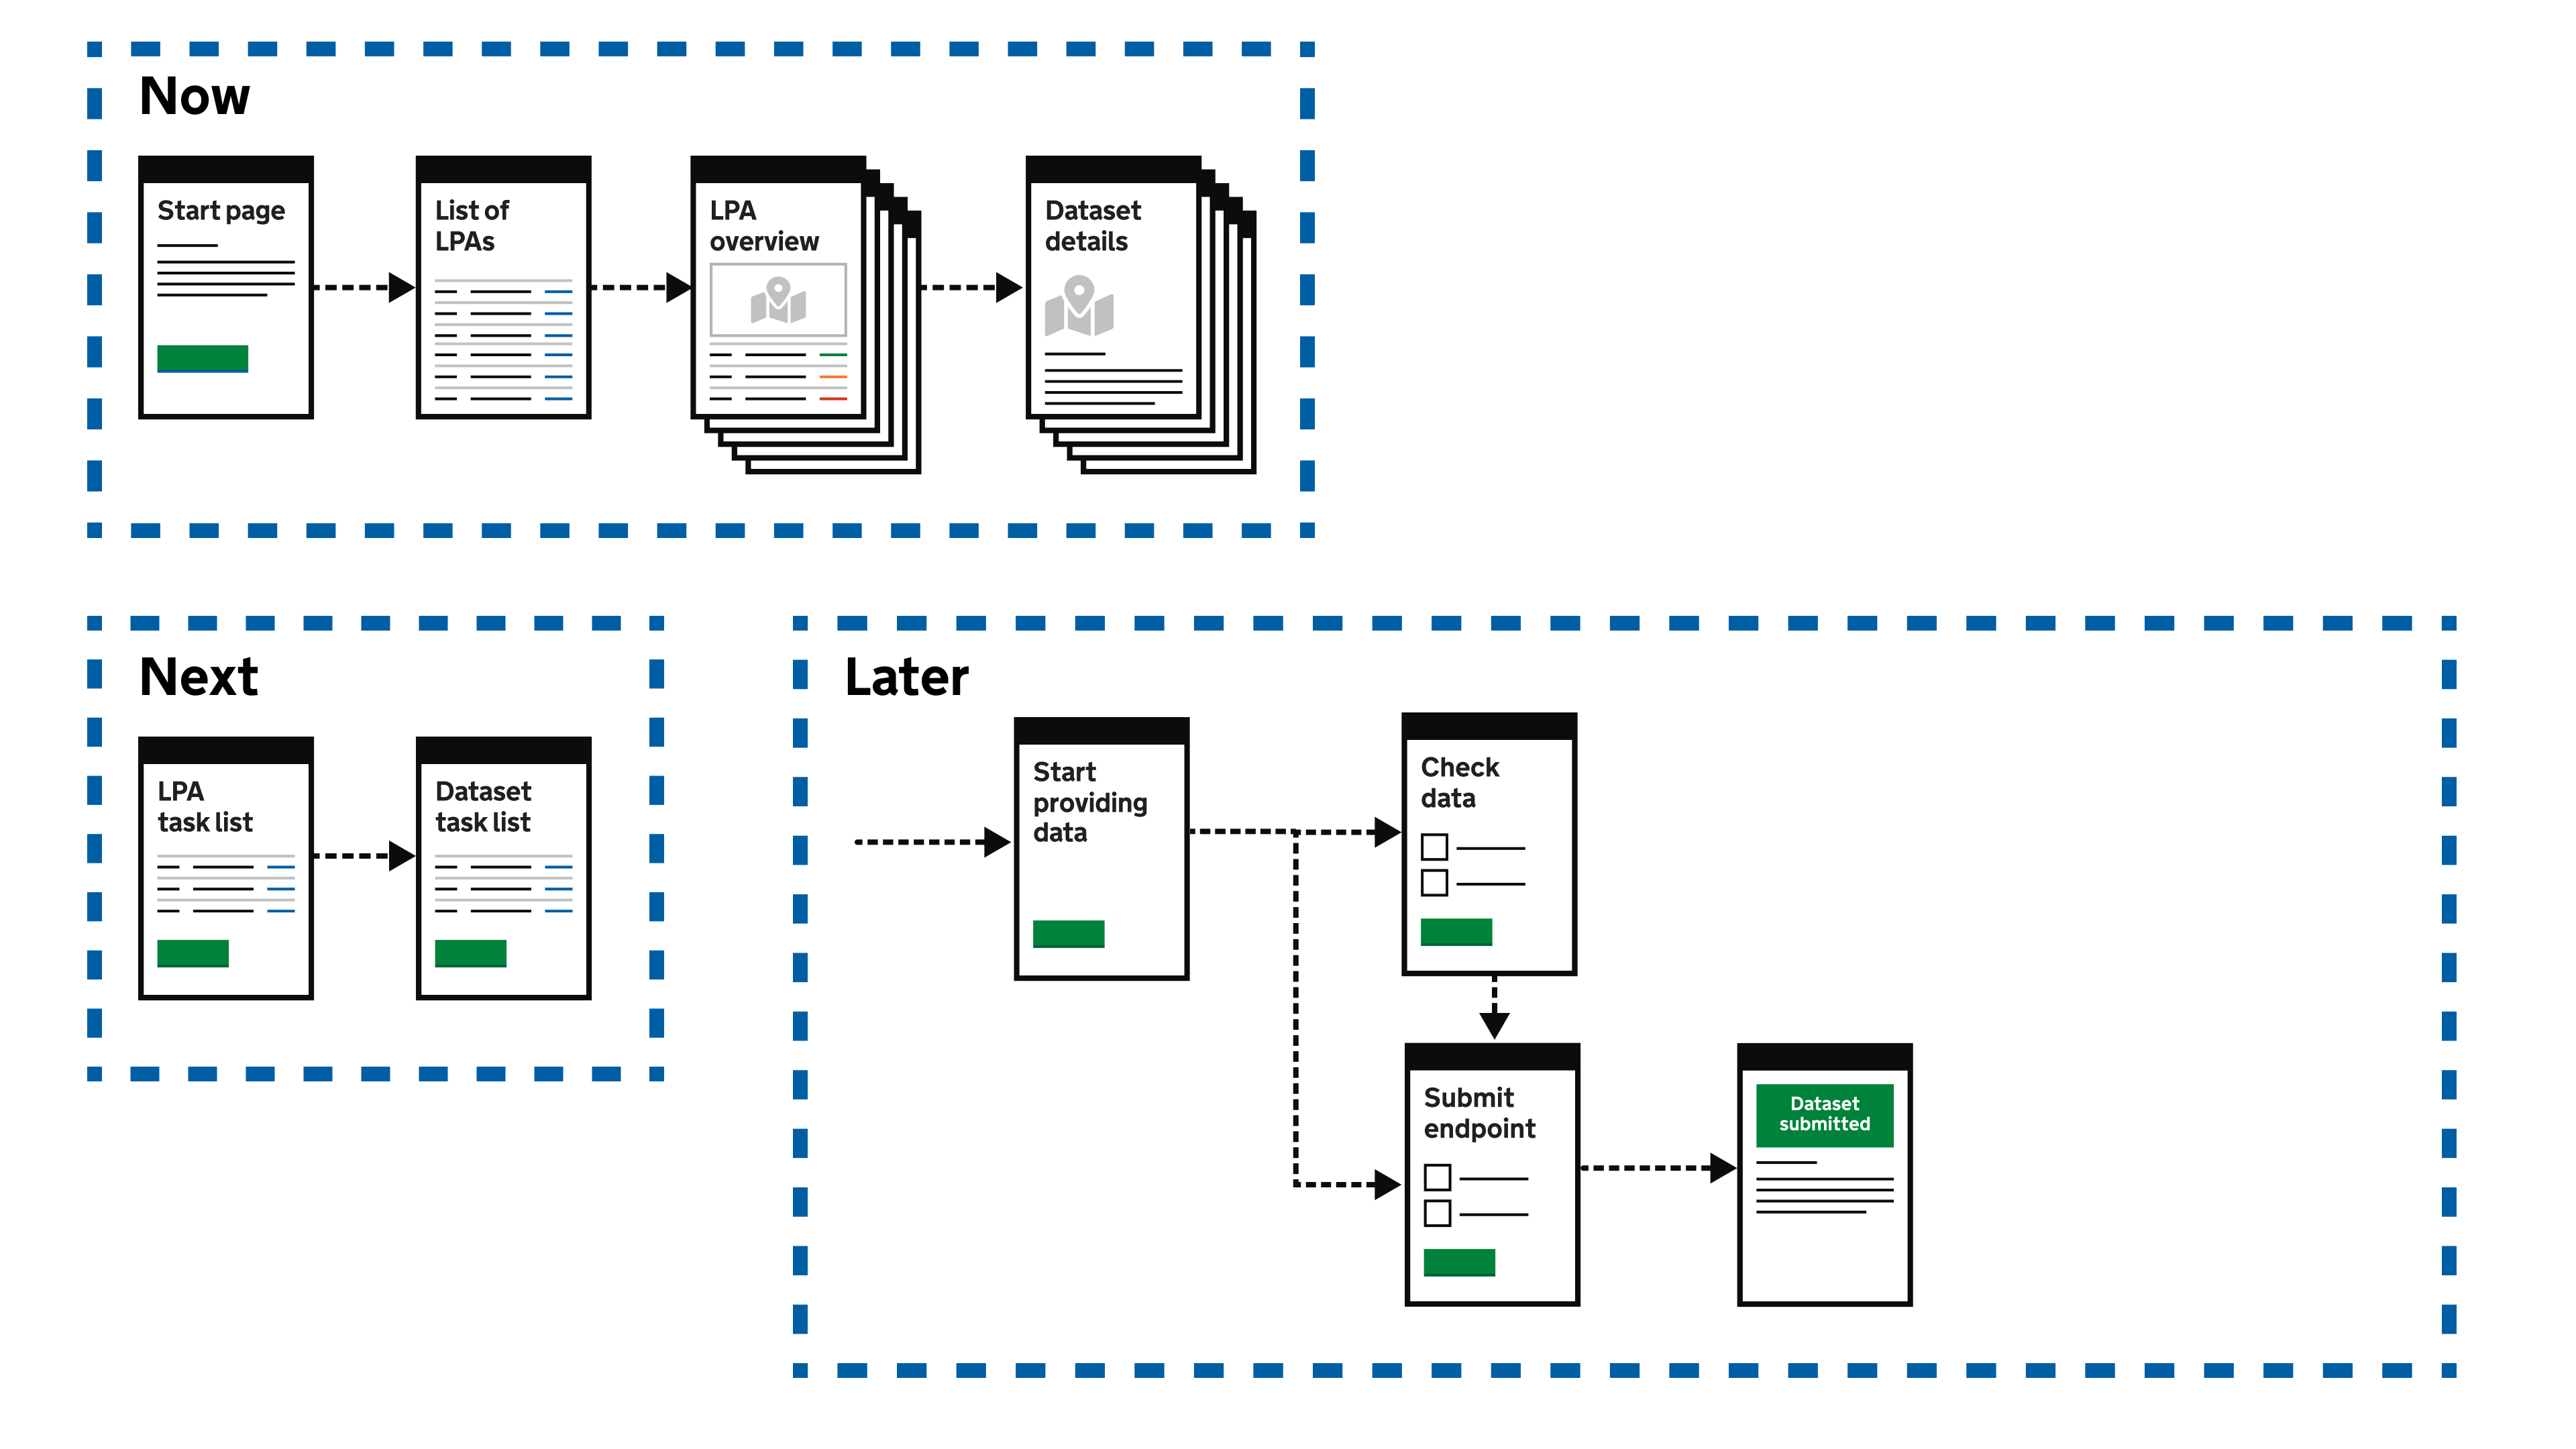 Now
Start page
List of
LPAs
LPA
overview
Dataset
details
Next
LPA
task list
Dataset
task list
Later
Start
providing
data
Check
data
Submit
endpoint
Dataset
submitted